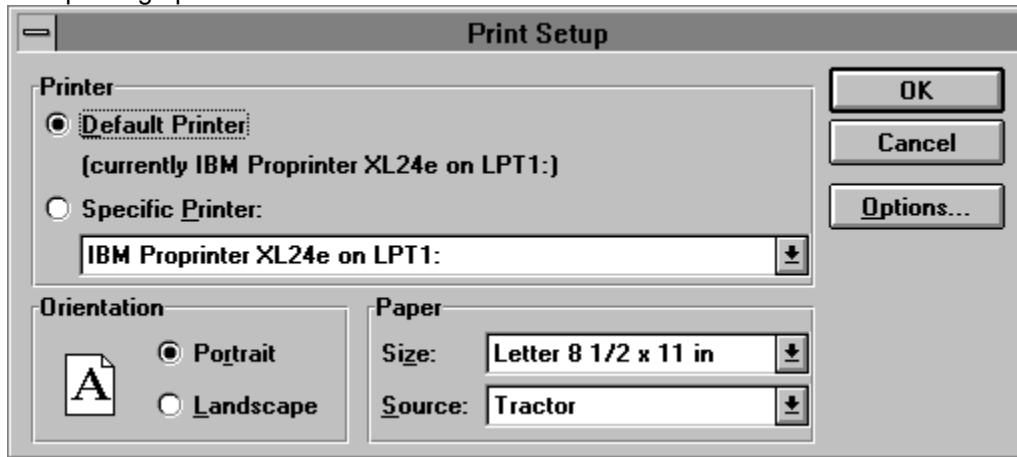 Print Setup
Printer
Default Printer
(currently IBM Proprinter XL24e on LPT1:)
Specific Printer:
IBM Proprinter XL24e on LPT1:
OK
Cancel
Options...
Orientation
A
Portrait
Landscape
Paper
Size: Letter 8 1/2 x 11 in
Source: Tractor